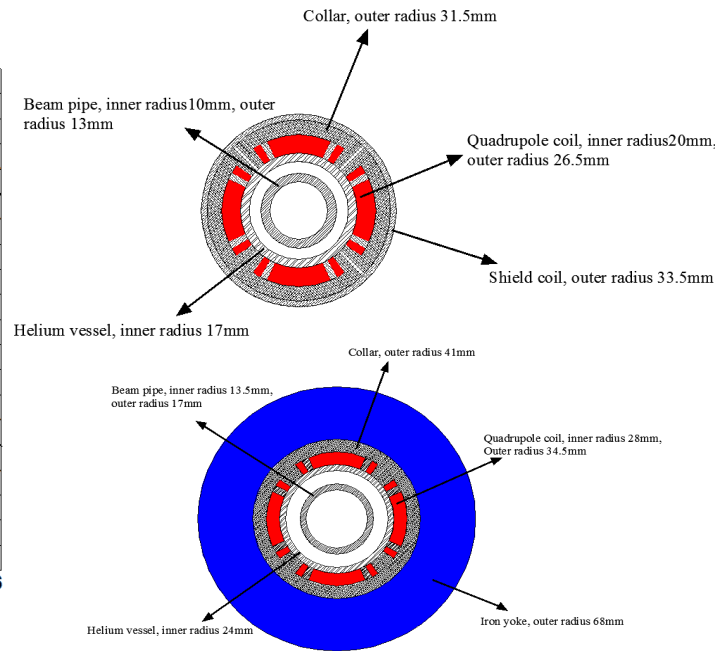 Collar, outer radius 31.5mm
Beam pipe, inner radius10mm, outer
radius 13mm
Quadrupole coil, inner radius20mm,
outer radius 26.5mm
Shield coil, outer radius 33.5mm
Helium vessel, inner radius 17mm
Collar, outer radius 41mm
Beam pipe, inner radius 13.5mm,
outer radius 17mm
Quadrupole coil, inner radius 28mm,
Outer radius 34.5mm
Helium vessel, inner radius 24mm
Iron yoke, outer radius 68mm